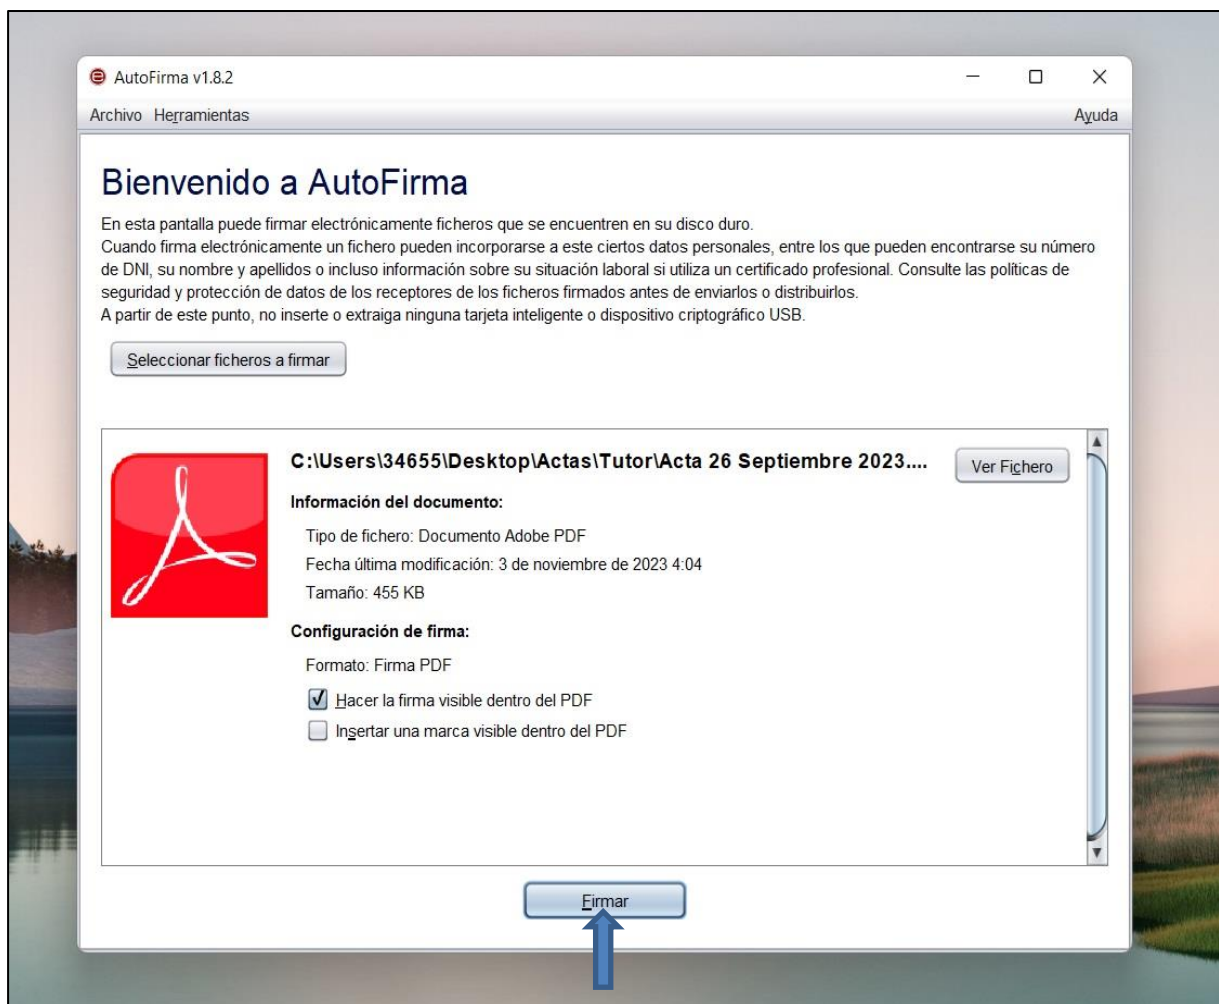 AutoFirma v1.8.2
Archivo Herramientas Ayuda
Bienvenido a AutoFirma
En esta pantalla puede firmar electrónicamente ficheros que se encuentren en su disco duro.
Cuando firma electrónicamente un fichero pueden incorporarse a este ciertos datos personales, entre los que pueden encontrarse su número
de DNI, su nombre y apellidos o incluso información sobre su situación laboral si utiliza un certificado profesional. Consulte las políticas de
seguridad y protección de datos de los receptores de los ficheros firmados antes de enviarlos o distribuirlos.
A partir de este punto, no inserte o extraiga ninguna tarjeta inteligente o dispositivo criptográfico USB.
Seleccionar ficheros a firmar
C:\Users\34655\Desktop\Actas\Tutor\Acta 26 Septiembre 2023....
Ver Fichero
Información del documento:
Tipo de fichero: Documento Adobe PDF
Fecha última modificación: 3 de noviembre de 2023 4:04
Tamaño: 455 KB
Configuración de firma:
Formato: Firma PDF
Hacer la firma visible dentro del PDF
Insertar una marca visible dentro del PDF
Firmar